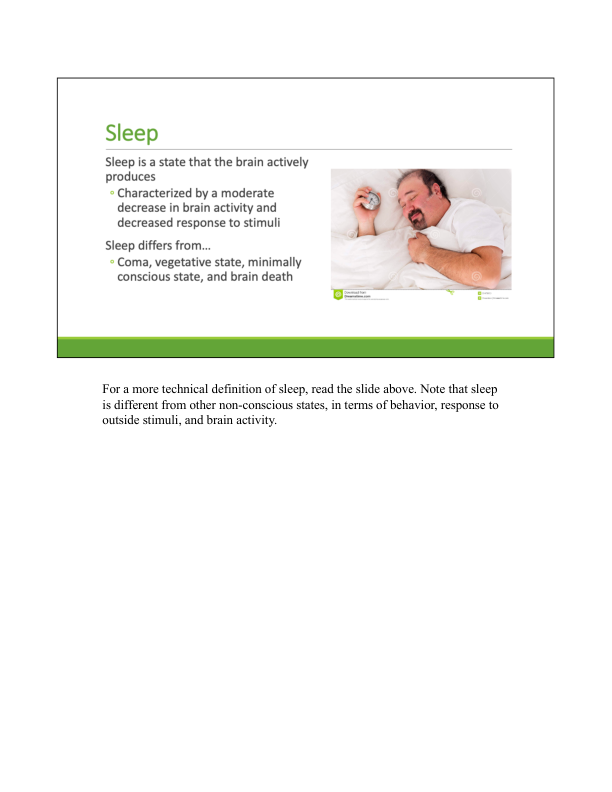 Sleep
Sleep is a state that the brain actively
produces
Characterized by a moderate
decrease in brain activity and
decreased response to stimuli
Sleep differs from…
Coma, vegetative state, minimally
conscious state, and brain death
Download from
Dreamstime.com
For a more technical definition of sleep, read the slide above. Note that sleep
is different from other non-conscious states, in terms of behavior, response to
outside stimuli, and brain activity.